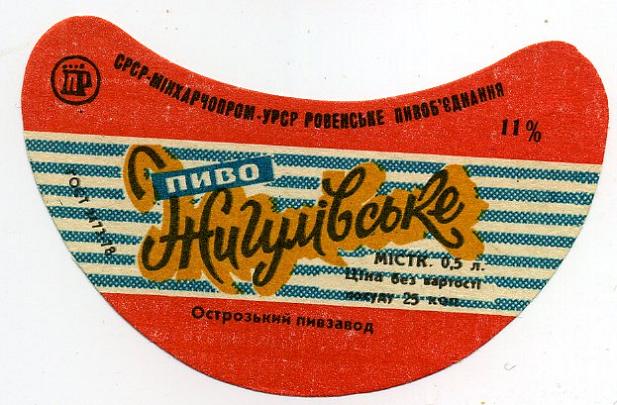 ПР
СРСР-МІНХАРЧОПРОМ-УРСР РОВЕНСЬКЕ ПИВОБ'ЄДНАННЯ
11%
ПИВО
Жигулівське
МІСТК. 0,5 л.
Ціна без вартості
посуду 25 коп.
Острозький пивзавод